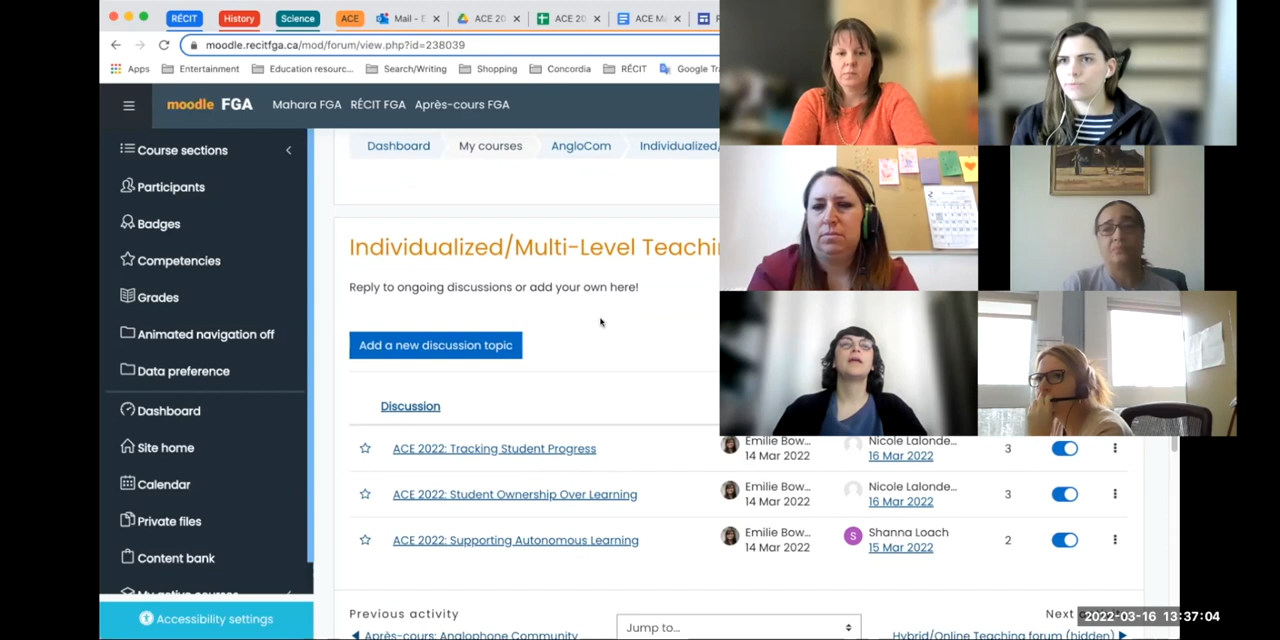 RÉCIT History Science ACE Mail - E ACE 20 ACE 20 ACE M
moodle.recitfga.ca/mod/forum/view.php?id=238039
Apps Entertainment Education resourc... Search/Writing Shopping Concordia RÉCIT Google Tra
moodle FGA Mahara FGA RÉCIT FGA Après-cours FGA
Course sections
Participants
Badges
Competencies
Grades
Animated navigation off
Data preference
Dashboard
Site home
Calendar
Private files
Content bank
My active courses
Accessibility settings
Dashboard My courses AngloCom Individualized/
Individualized/Multi-Level Teachin
Reply to ongoing discussions or add your own here!
Add a new discussion topic
Discussion
ACE 2022: Tracking Student Progress Emilie Bow... Nicole Lalonde... 3
14 Mar 2022 16 Mar 2022
ACE 2022: Student Ownership Over Learning Emilie Bow... Nicole Lalonde... 3
14 Mar 2022 16 Mar 2022
ACE 2022: Supporting Autonomous Learning Emilie Bow... S Shanna Loach 2
14 Mar 2022 15 Mar 2022
Previous activity Next
Après-cours: Anglophone Community Jump to... Hybrid/Online Teaching forum (hidden)
2022-03-16 13:37:04